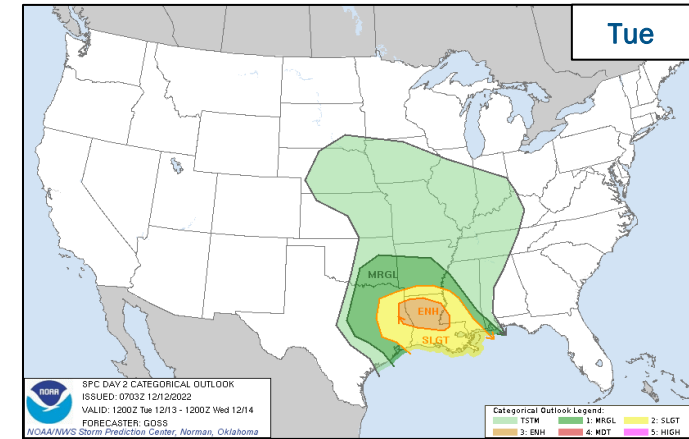 Tue
MRGL
ENH
SLGT
NOAA
SPC DAY 2 CATEGORICAL OUTLOOK
ISSUED: 0703Z 12/12/2022
VALID: 1200Z Tue 12/13 - 1200Z Wed 12/14
FORECASTER: GOSS
NOAA/NWS Storm Prediction Center, Norman, Oklahoma
Categorical Outlook Legend:
TSTM 1: MRGL 2: SLGT
3: ENH 4: MDT 5: HIGH